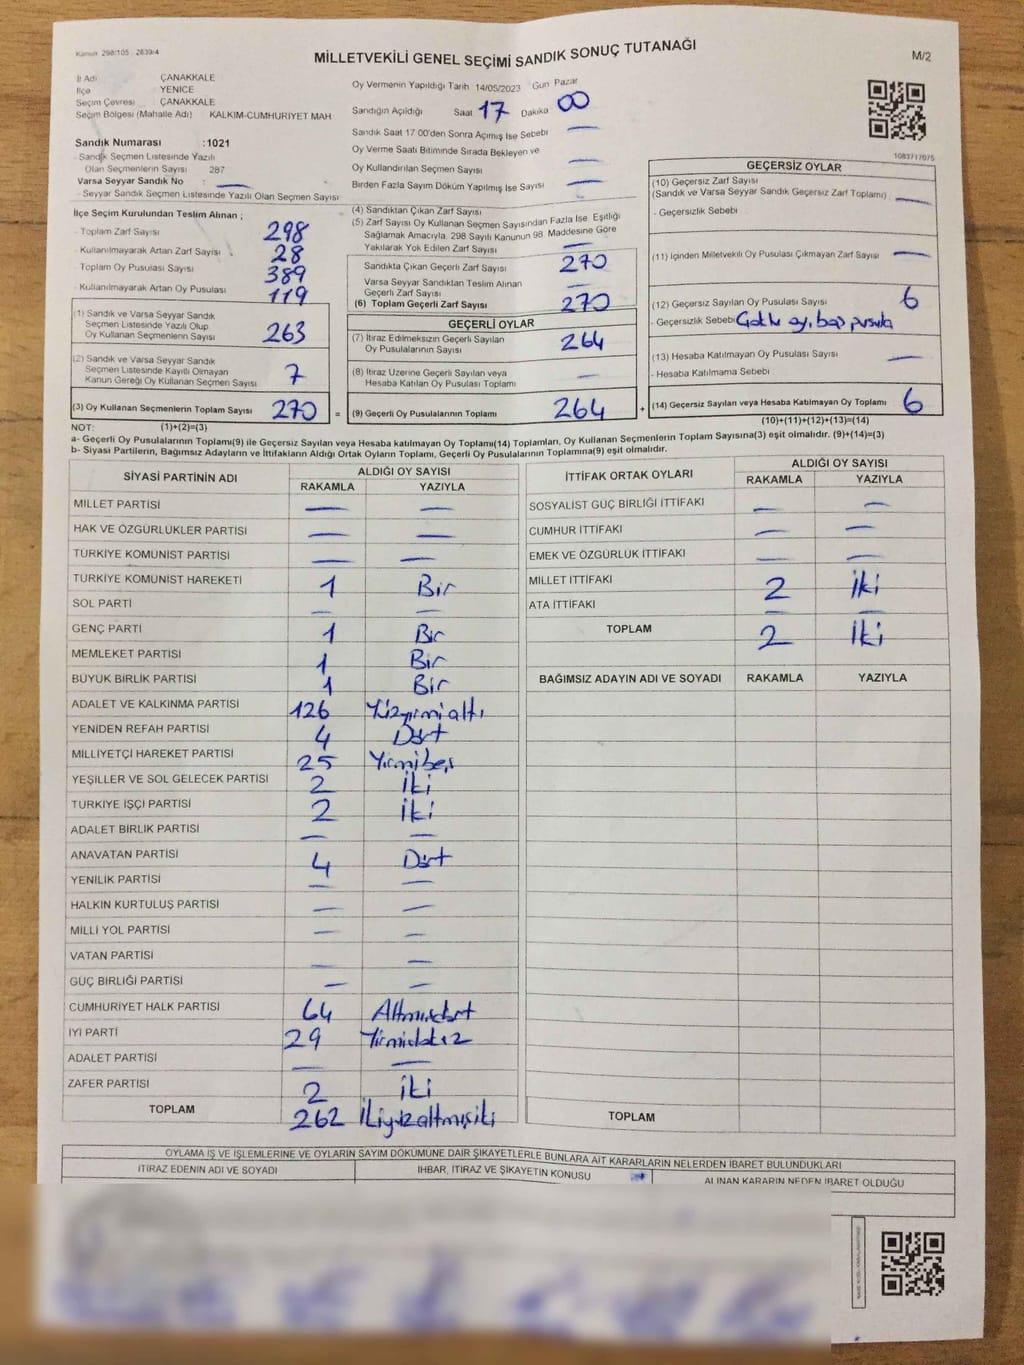 Kanun 298/105 . 2839/4
MİLLETVEKİLİ GENEL SEÇİMİ SANDIK SONUÇ TUTANAĞI
M/2
İl Adı ÇANAKKALE
İlçe YENİCE
Seçim Çevresi ÇANAKKALE
Seçim Bölgesi (Mahalle Adı) KALKIM-CUMHURİYET MAH
Sandık Numarası :1021
- Sandık Seçmen Listesinde Yazılı
Olan Seçmenlerin Sayısı 287
Varsa Seyyar Sandık No : —
- Seyyar Sandık Seçmen Listesinde Yazılı Olan Seçmen Sayısı
İlçe Seçim Kurulundan Teslim Alınan ;
- Toplam Zarf Sayısı 298
- Kullanılmayarak Artan Zarf Sayısı 28
- Toplam Oy Pusulası Sayısı 389
- Kullanılmayarak Artan Oy Pusulası 119
(1) Sandık ve Varsa Seyyar Sandık
Seçmen Listesinde Yazılı Olup
Oy Kullanan Seçmenlerin Sayısı 263
(2) Sandık ve Varsa Seyyar Sandık
Seçmen Listesinde Kayıtlı Olmayan
Kanun Gereği Oy Kullanan Seçmen Sayısı 7
(3) Oy Kullanan Seçmenlerin Toplam Sayısı 270 =
Oy Vermenin Yapıldığı Tarih 14/05/2023 Gün Pazar
Sandığın Açıldığı Saat 17 Dakika 00
Sandık Saat 17 00'den Sonra Açımış İse Sebebi —
Oy Verme Saati Bitiminde Sırada Bekleyen ve
Oy Kullandırılan Seçmen Sayısı —
Birden Fazla Sayım Döküm Yapılmış İse Sayısı —
(4) Sandıktan Çıkan Zarf Sayısı
(5) Zarf Sayısı Oy Kullanan Seçmen Sayısından Fazla İse Eşitliği
Sağlamak Amacıyla, 298 Sayılı Kanunun 98 Maddesine Göre
Yakılarak Yok Edilen Zarf Sayısı —
Sandıkta Çıkan Geçerli Zarf Sayısı 270
Varsa Seyyar Sandıktan Teslim Alınan
Geçerli Zarf Sayısı —
(6) Toplam Geçerli Zarf Sayısı 270
GEÇERLİ OYLAR
(7) İtiraz Edilmeksizin Geçerli Sayılan
Oy Pusulalarının Sayısı 264
(8) İtiraz Üzerine Geçerli Sayılan veya
Hesaba Katılan Oy Pusulası Toplamı —
(9) Geçerli Oy Pusulalarının Toplamı 264 +
1083717075
GEÇERSİZ OYLAR
(10) Geçersiz Zarf Sayısı
(Sandık ve Varsa Seyyar Sandık Geçersiz Zarf Toplamı) —
- Geçersizlik Sebebi
(11) İçinden Milletvekili Oy Pusulası Çıkmayan Zarf Sayısı —
(12) Geçersiz Sayılan Oy Pusulası Sayısı 6
- Geçersizlik Sebebi Çoklu oy, boş pusula
(13) Hesaba Katılmayan Oy Pusulası Sayısı —
- Hesaba Katılmama Sebebi
(14) Geçersiz Sayılan veya Hesaba Katılmayan Oy Toplamı 6
NOT: (1)+(2)=(3) (10)+(11)+(12)+(13)=(14)
a- Geçerli Oy Pusulalarının Toplamı(9) ile Geçersiz Sayılan veya Hesaba katılmayan Oy Toplamı(14) Toplamları, Oy Kullanan Seçmenlerin Toplam Sayısına(3) eşit olmalıdır. (9)+(14)=(3)
b- Siyasi Partilerin, Bağımsız Adayların ve İttifakların Aldığı Ortak Oyların Toplamı, Geçerli Oy Pusulalarının Toplamına(9) eşit olmalıdır.
SİYASİ PARTİNİN ADI ALDIĞI OY SAYISI
RAKAMLA YAZIYLA
MİLLET PARTİSİ — —
HAK VE ÖZGÜRLÜKLER PARTİSİ — —
TÜRKİYE KOMÜNİST PARTİSİ — —
TÜRKİYE KOMÜNİST HAREKETİ 1 Bir
SOL PARTİ — —
GENÇ PARTİ 1 Bir
MEMLEKET PARTİSİ 1 Bir
BÜYÜK BİRLİK PARTİSİ 1 Bir
ADALET VE KALKINMA PARTİSİ 126 Yüzyirmialtı
YENİDEN REFAH PARTİSİ 4 Dört
MİLLİYETÇİ HAREKET PARTİSİ 25 Yirmibeş
YEŞİLLER VE SOL GELECEK PARTİSİ 2 İki
TÜRKİYE İŞÇİ PARTİSİ 2 İki
ADALET BİRLİK PARTİSİ — —
ANAVATAN PARTİSİ 4 Dört
YENİLİK PARTİSİ — —
HALKIN KURTULUŞ PARTİSİ — —
MİLLİ YOL PARTİSİ — —
VATAN PARTİSİ — —
GÜÇ BİRLİĞİ PARTİSİ — —
CUMHURİYET HALK PARTİSİ 64 Altmışdört
İYİ PARTİ 29 Yirmidokuz
ADALET PARTİSİ — —
ZAFER PARTİSİ 2 İki
TOPLAM 262 İkiyüzaltmışiki
İTTİFAK ORTAK OYLARI ALDIĞI OY SAYISI
RAKAMLA YAZIYLA
SOSYALİST GÜÇ BİRLİĞİ İTTİFAKI — —
CUMHUR İTTİFAKI — —
EMEK VE ÖZGÜRLÜK İTTİFAKI — —
MİLLET İTTİFAKI 2 İki
ATA İTTİFAKI — —
TOPLAM 2 İki
BAĞIMSIZ ADAYIN ADI VE SOYADI RAKAMLA YAZIYLA
TOPLAM
OYLAMA İŞ VE İŞLEMLERİNE VE OYLARIN SAYIM DÖKÜMÜNE DAİR ŞİKAYETLERLE BUNLARA AİT KARARLARIN NELERDEN İBARET BULUNDUKLARI
İTİRAZ EDENİN ADI VE SOYADI İHBAR, İTİRAZ VE ŞİKAYETİN KONUSU ALINAN KARARIN NEDEN İBARET OLDUĞU